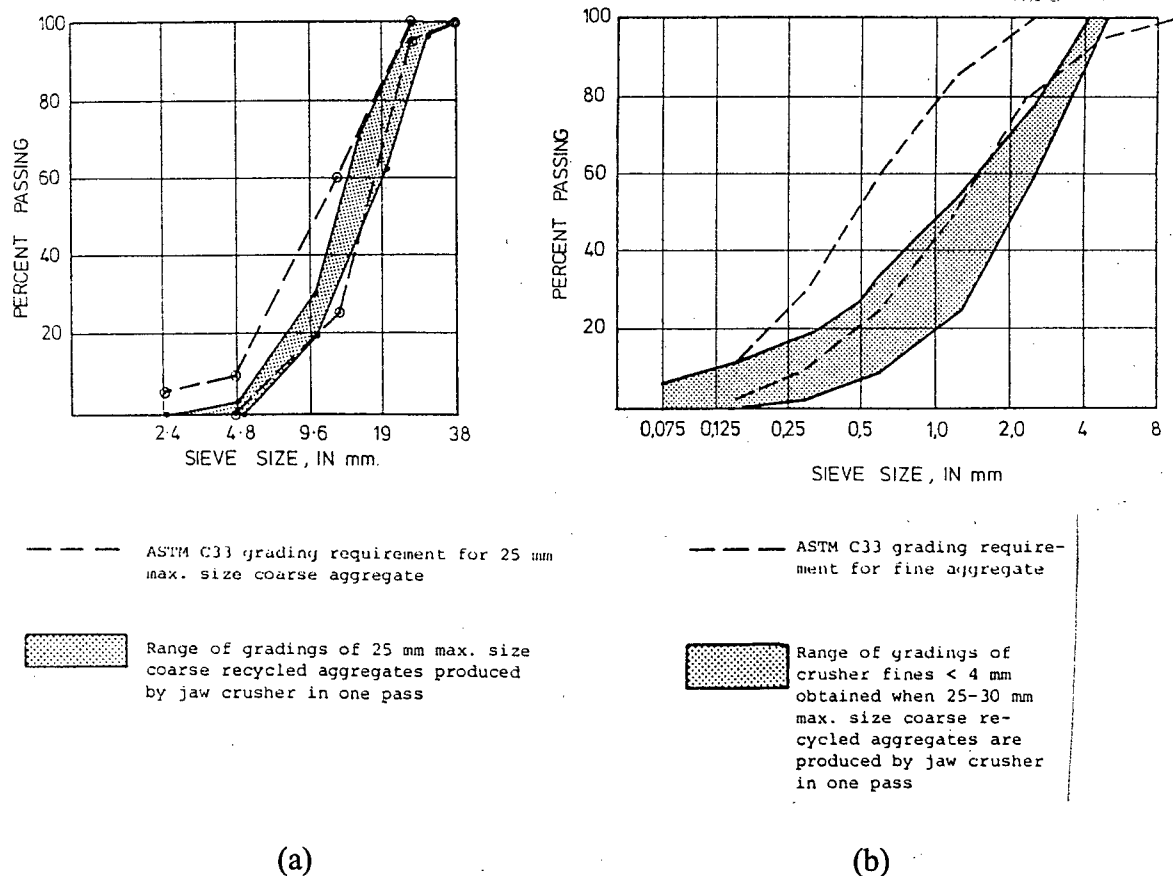 100
80
60
40
20
PERCENT PASSING
2·4 4·8 9·6 19 38
SIEVE SIZE, IN mm.
ASTM C33 grading requirement for 25 mm
max. size coarse aggregate
Range of gradings of 25 mm max. size
coarse recycled aggregates produced
by jaw crusher in one pass
(a)
100
80
60
40
20
PERCENT PASSING
0,075 0,125 0,25 0,5 1,0 2,0 4 8
SIEVE SIZE, IN mm
ASTM C33 grading require-
ment for fine aggregate
Range of gradings of
crusher fines < 4 mm
obtained when 25-30 mm
max. size coarse re-
cycled aggregates are
produced by jaw crusher
in one pass
(b)